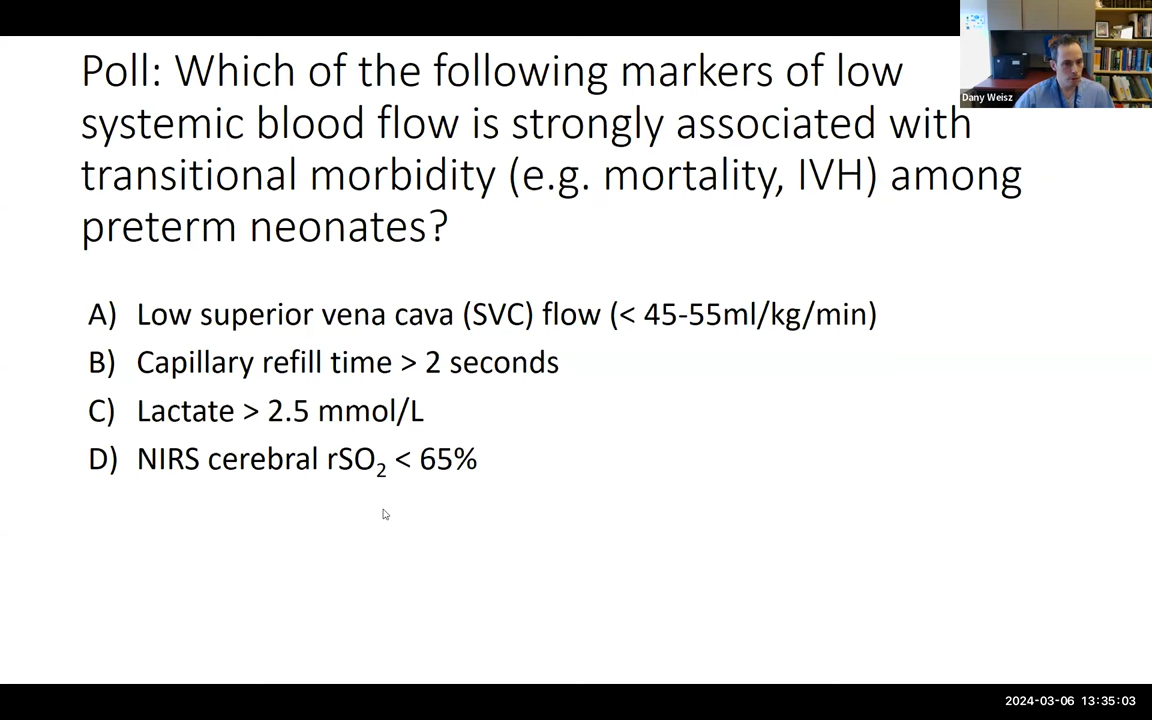 Poll: Which of the following markers of low
systemic blood flow is strongly associated with
transitional morbidity (e.g. mortality, IVH) among
preterm neonates?
Dany Weisz
A) Low superior vena cava (SVC) flow (< 45-55ml/kg/min)
B) Capillary refill time > 2 seconds
C) Lactate > 2.5 mmol/L
D) NIRS cerebral rSO₂ < 65%
2024-03-06 13:35:03